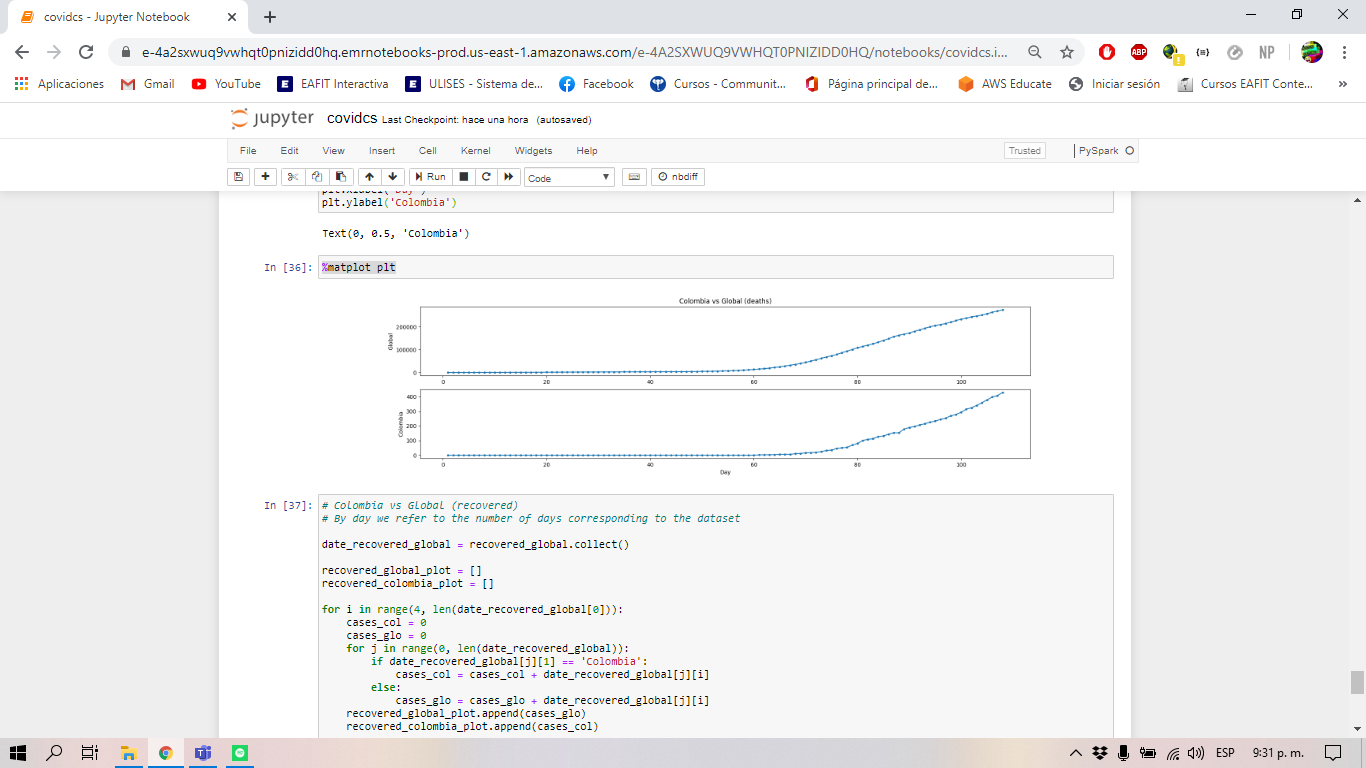 covidcs - Jupyter Notebook
e-4a2sxwuq9vwhqt0pnizidd0hq.emrnotebooks-prod.us-east-1.amazonaws.com/e-4A2SXWUQ9VWHQT0PNIZIDD0HQ/notebooks/covidcs.i...
ABP
{≡}
NP
Aplicaciones
Gmail
YouTube
EAFIT Interactiva
ULISES - Sistema de...
Facebook
Cursos - Communit...
Página principal de...
AWS Educate
Iniciar sesión
Cursos EAFIT Conte...
»
jupyter covidcs Last Checkpoint: hace una hora (autosaved)
File Edit View Insert Cell Kernel Widgets Help
Trusted
PySpark
Run
Code
nbdiff
plt.xlabel('Day')
plt.ylabel('Colombia')
Text(0, 0.5, 'Colombia')
In [36]: %matplot plt
Colombia vs Global (deaths)
Global
200000
100000
0
0 20 40 60 80 100
Colombia
400
300
200
100
0
0 20 40 60 80 100
Day
In [37]: # Colombia vs Global (recovered)
# By day we refer to the number of days corresponding to the dataset
date_recovered_global = recovered_global.collect()
recovered_global_plot = []
recovered_colombia_plot = []
for i in range(4, len(date_recovered_global[0])):
    cases_col = 0
    cases_glo = 0
    for j in range(0, len(date_recovered_global)):
        if date_recovered_global[j][1] == 'Colombia':
            cases_col = cases_col + date_recovered_global[j][i]
        else:
            cases_glo = cases_glo + date_recovered_global[j][i]
    recovered_global_plot.append(cases_glo)
    recovered_colombia_plot.append(cases_col)
ESP
9:31 p. m.